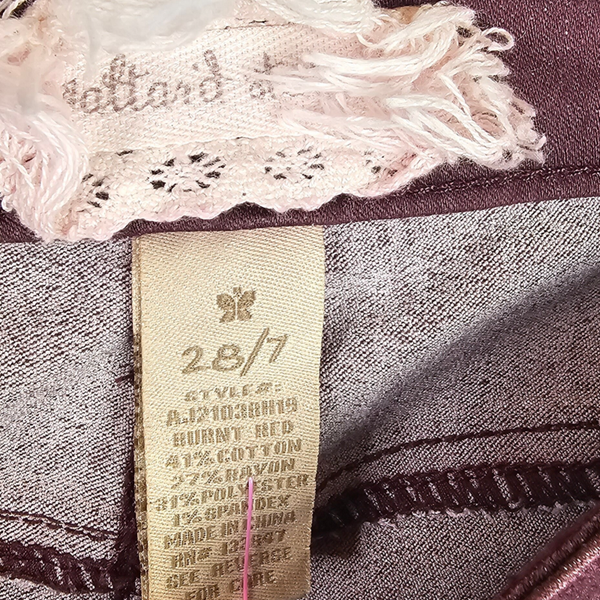 28/7
STYLE#:
BURNT RED
41%COTTON
27%RAYON
31%POLYESTER
1%SPANDEX
MADE IN CHINA
RN#
SEE REVERSE
FOR CARE